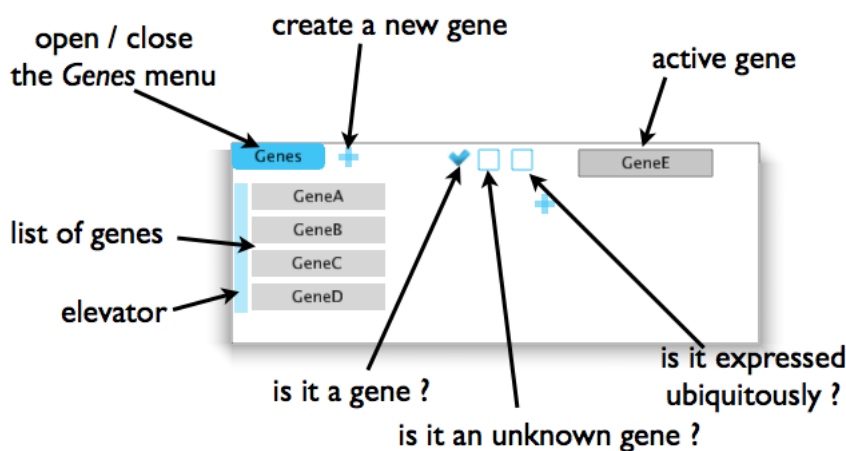 create a new gene
open / close
the Genes menu
active gene
Genes
GeneE
GeneA
GeneB
GeneC
GeneD
list of genes
elevator
is it a gene ?
is it an unknown gene ?
is it expressed
ubiquitously ?